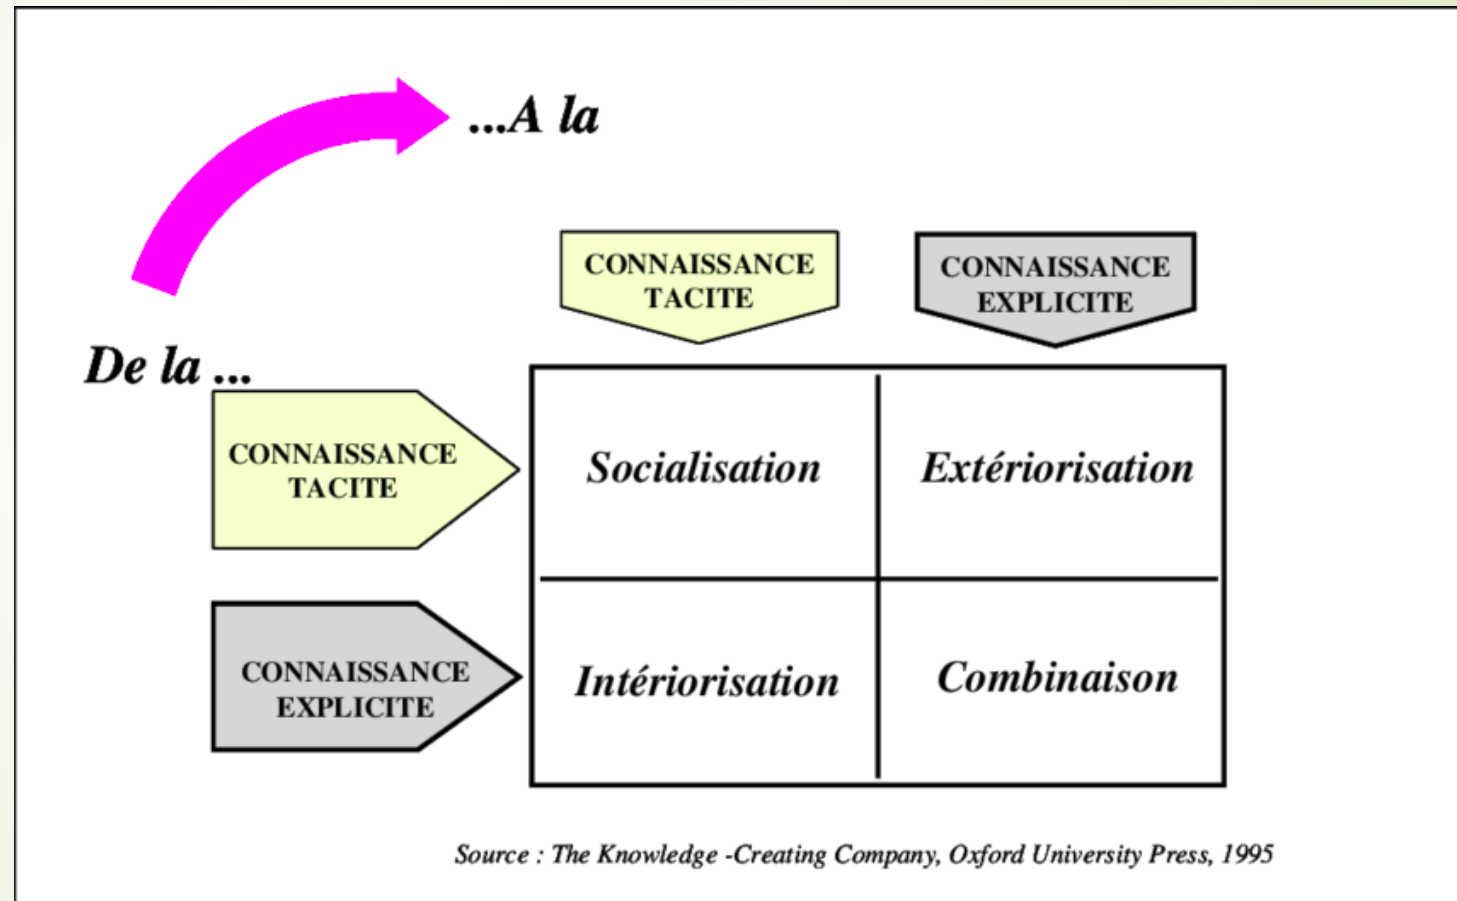 ...A la
CONNAISSANCE
TACITE
CONNAISSANCE
EXPLICITE
De la ...
CONNAISSANCE
TACITE
Socialisation
Extériorisation
CONNAISSANCE
EXPLICITE
Intériorisation
Combinaison
Source : The Knowledge -Creating Company, Oxford University Press, 1995